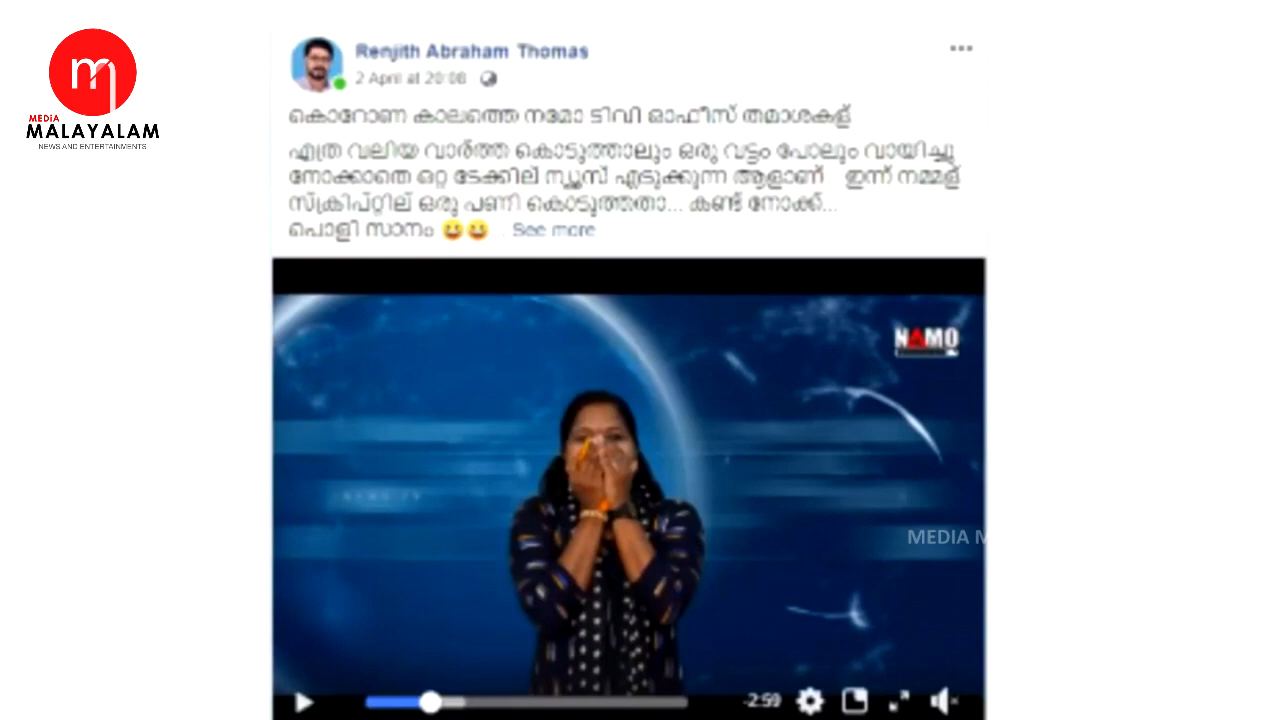 m
MEDiA
MALAYALAM
NEWS AND ENTERTAINMENTS
Renjith Abraham Thomas
2 April at 20:08
കൊറോണ കാലത്തെ നമോ ടിവി ഓഫീസ് തമാശകള്
എത്ര വലിയ വാർത്ത കൊടുത്താലും ഒരു വട്ടം പോലും വായിച്ചു
നോക്കാതെ ഒറ്റ ടേക്കില് ന്യൂസ് എടുക്കുന്ന ആളാണ് ഇന്ന് നമ്മള്
സ്ക്രിപ്റ്റില് ഒരു പണി കൊടുത്തതാ... കണ്ട് നോക്ക്...
പൊളി സാനം 😀😀 ... See more
NAMO
MEDIA M
-2:59